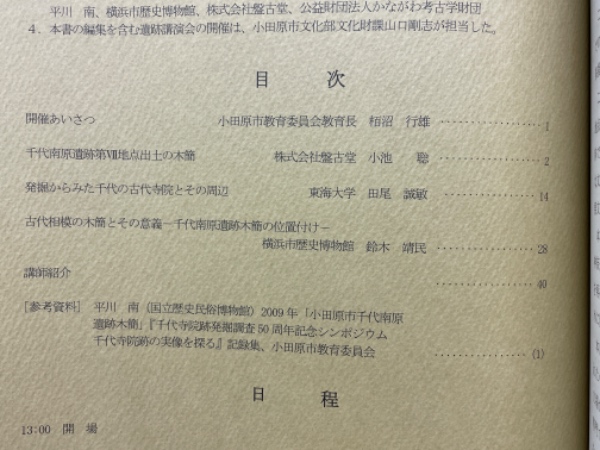 平川　南、横浜市歴史博物館、株式会社盤古堂、公益財団法人かながわ考古学財団
４．本書の編集を含む遺跡講演会の開催は、小田原市文化部文化財課山口剛志が担当した。
目　次
開催あいさつ　小田原市教育委員会教育長　栢沼　行雄 ……………… 1
千代南原遺跡第Ⅶ地点出土の木簡　株式会社盤古堂　小池　聡 ……………… 2
発掘からみた千代の古代寺院とその周辺　東海大学　田尾　誠敏 ……………… 14
古代相模の木簡とその意義－千代南原遺跡木簡の位置付け－
横浜市歴史博物館　鈴木　靖民 ……………… 28
講師紹介 ……………… 40
［参考資料］　平川　南（国立歴史民俗博物館）2009年「小田原市千代南原
遺跡木簡」『千代寺院跡発掘調査50周年記念シンポジウム
千代寺院跡の実像を探る』記録集、小田原市教育委員会 ……………… (1)
日　程
13:00　開　場